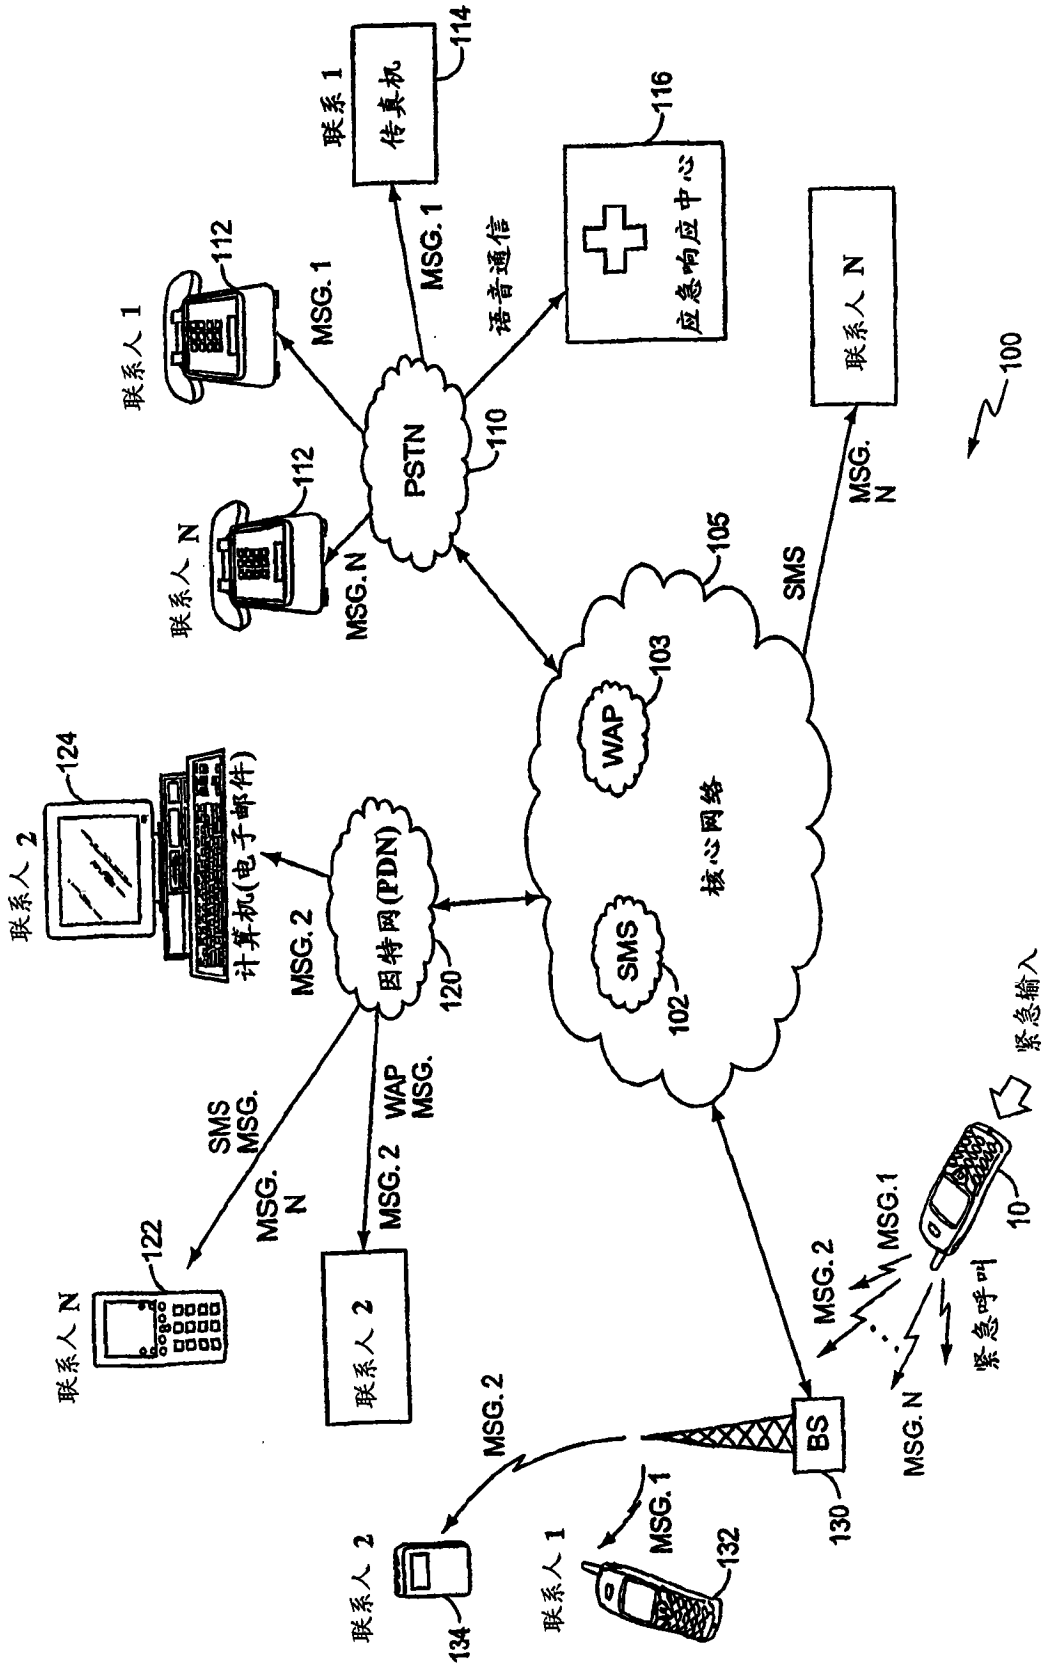 联系人 2
134
联系人 1
132
MSG. 2
MSG. 1
BS
130
联系人 N
122
SMS
MSG.
MSG.
N
联系人 2
MSG. 2
WAP
MSG.
联系人 2
124
计算机(电子邮件)
MSG. 2
因特网(PDN)
120
联系人 N
112
MSG. N
联系人 1
112
MSG. 1
PSTN
110
联系 1
传真机
114
MSG. 1
语音通信
应急响应中心
116
SMS
102
WAP
103
核心网络
105
SMS
MSG.
N
联系人 N
100
MSG. 2
MSG. 1
MSG. N
紧急呼叫
10
紧急输入